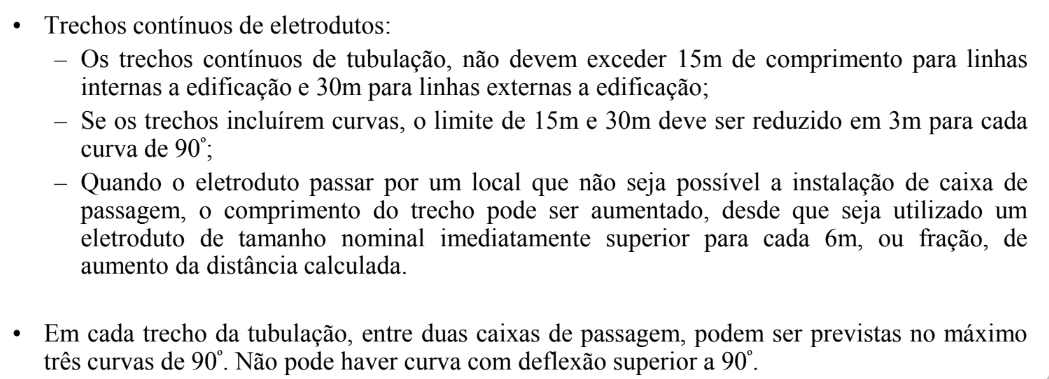 • Trechos contínuos de eletrodutos:
– Os trechos contínuos de tubulação, não devem exceder 15m de comprimento para linhas
internas a edificação e 30m para linhas externas a edificação;
– Se os trechos incluírem curvas, o limite de 15m e 30m deve ser reduzido em 3m para cada
curva de 90º;
– Quando o eletroduto passar por um local que não seja possível a instalação de caixa de
passagem, o comprimento do trecho pode ser aumentado, desde que seja utilizado um
eletroduto de tamanho nominal imediatamente superior para cada 6m, ou fração, de
aumento da distância calculada.
• Em cada trecho da tubulação, entre duas caixas de passagem, podem ser previstas no máximo
três curvas de 90º. Não pode haver curva com deflexão superior a 90º.